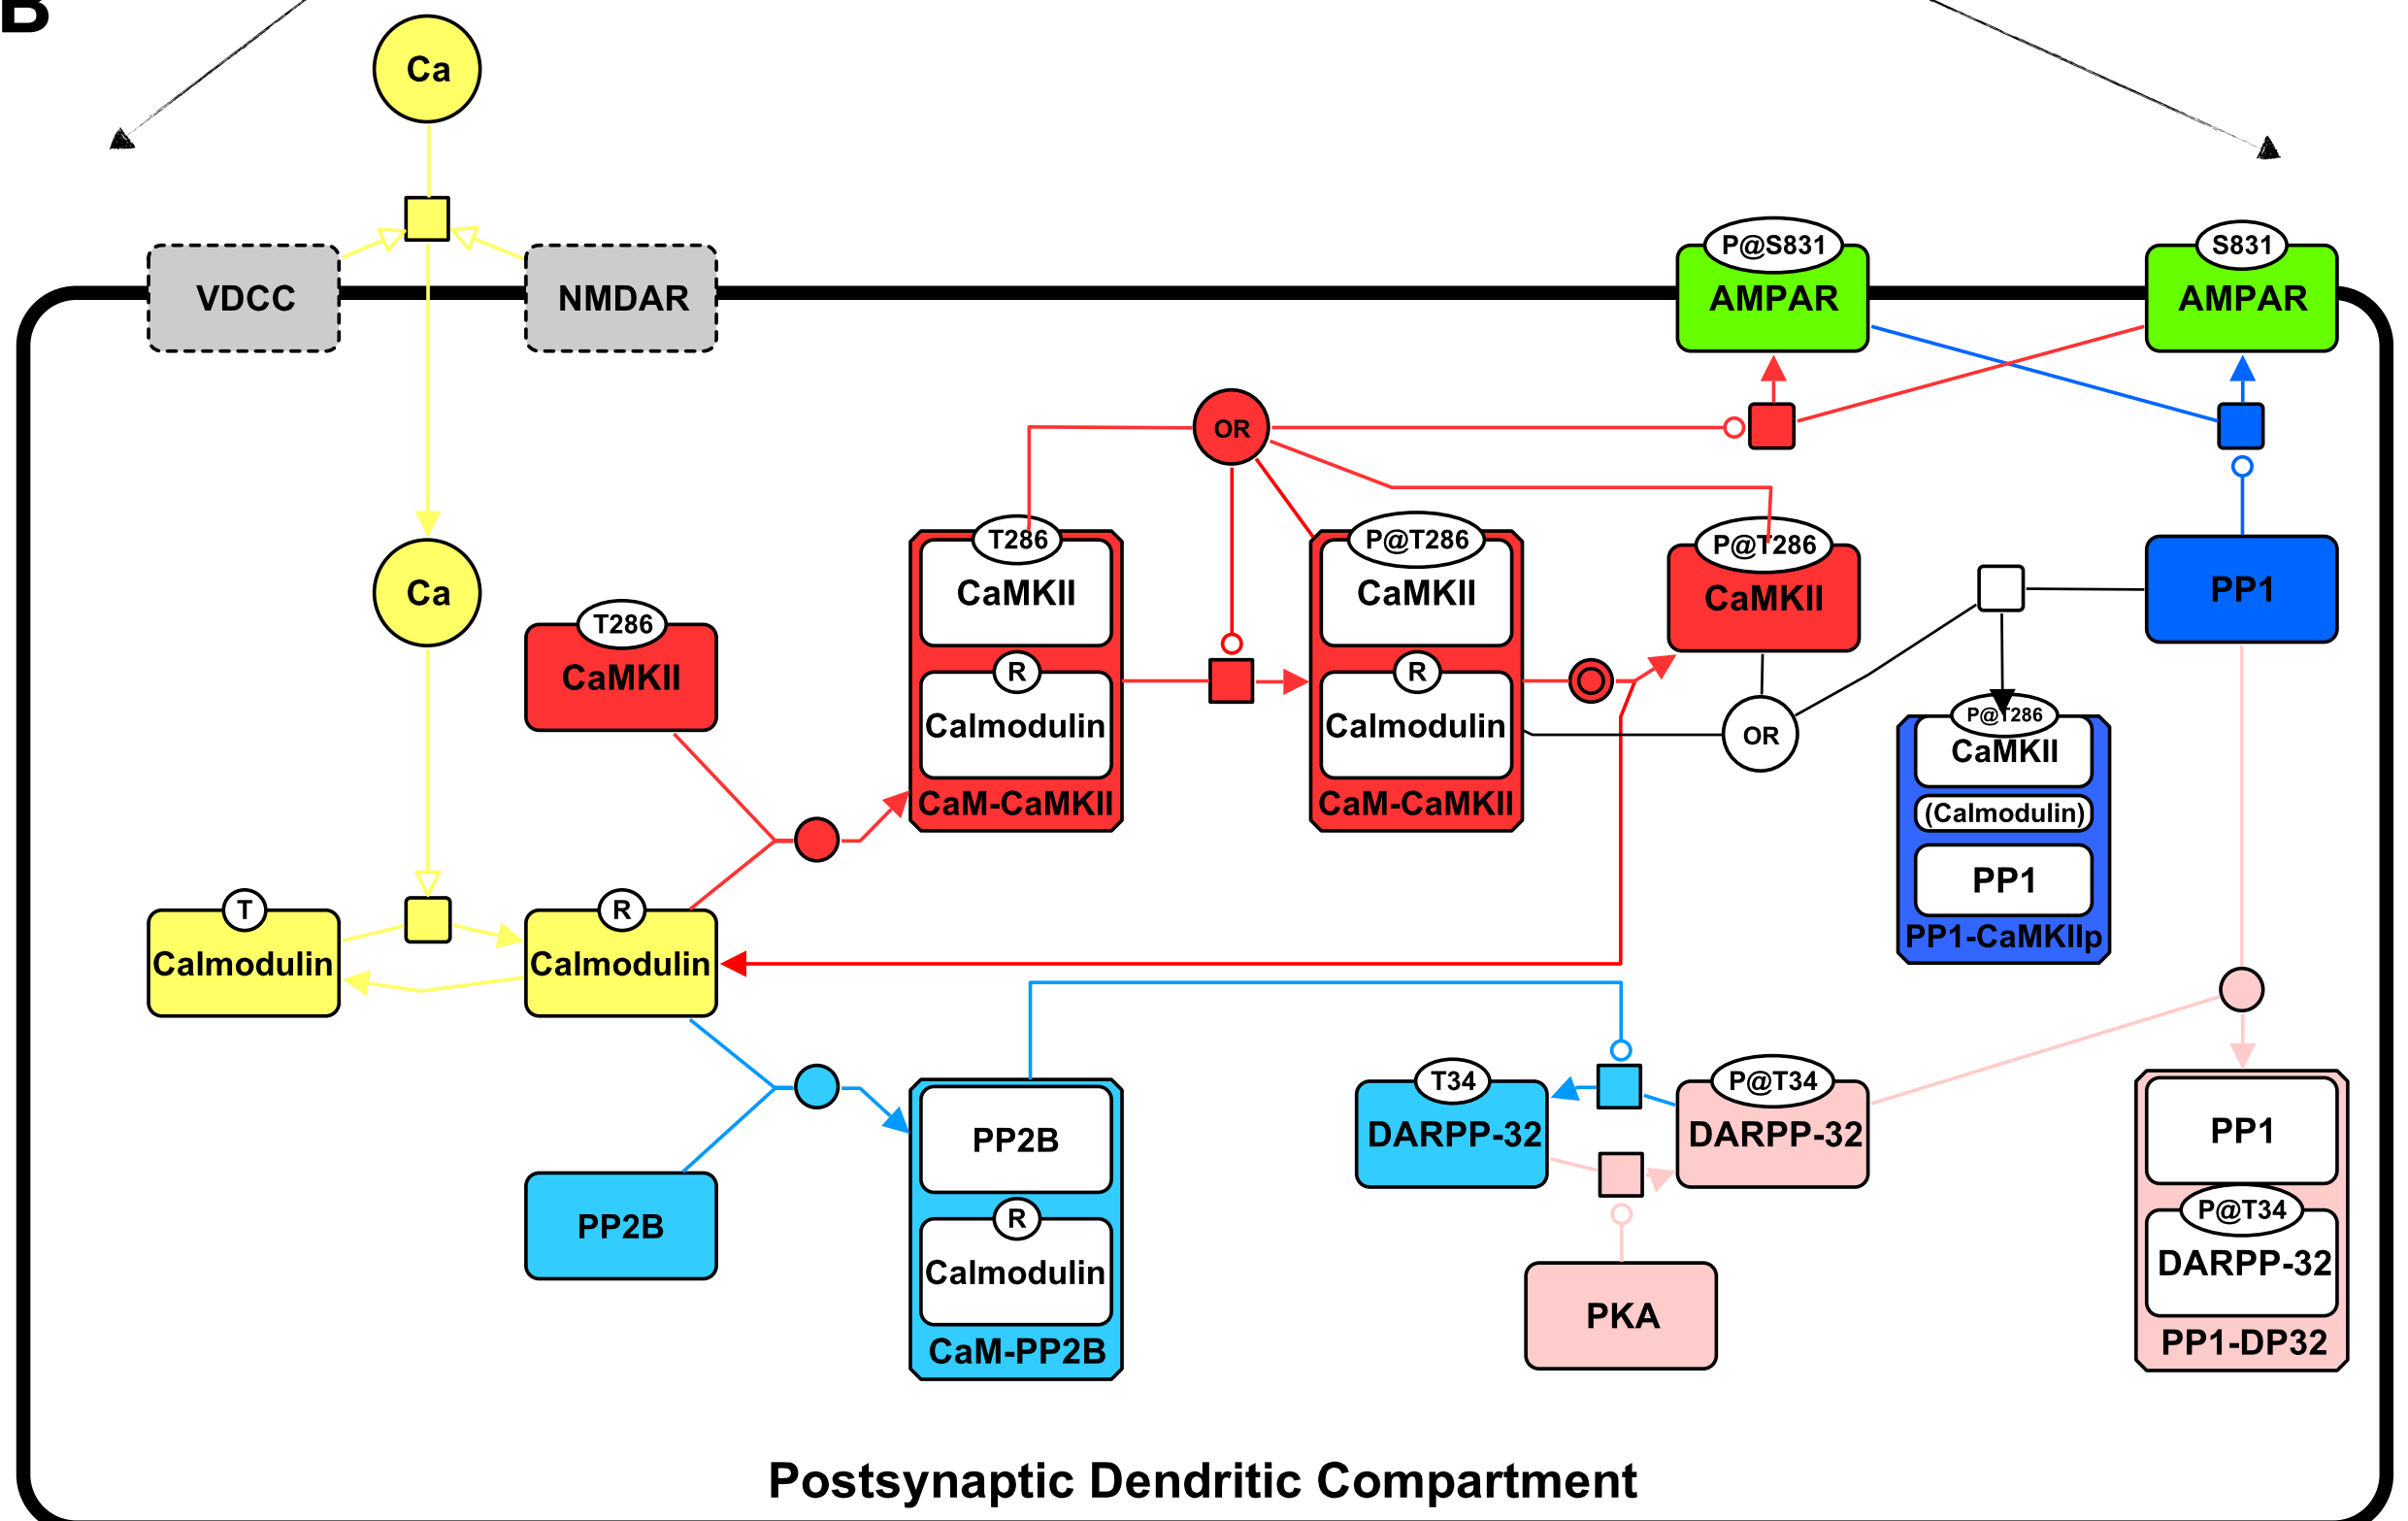 B
Ca
VDCC
NMDAR
P@S831
AMPAR
S831
AMPAR
OR
Ca
T286
CaMKII
T286
CaMKII
R
Calmodulin
CaM-CaMKII
P@T286
CaMKII
R
Calmodulin
CaM-CaMKII
P@T286
CaMKII
OR
PP1
P@T286
CaMKII
(Calmodulin)
PP1
PP1-CaMKIIp
T
Calmodulin
R
Calmodulin
PP2B
PP2B
R
Calmodulin
CaM-PP2B
T34
DARPP-32
P@T34
DARPP-32
PKA
PP1
P@T34
DARPP-32
PP1-DP32
Postsynaptic Dendritic Compartment